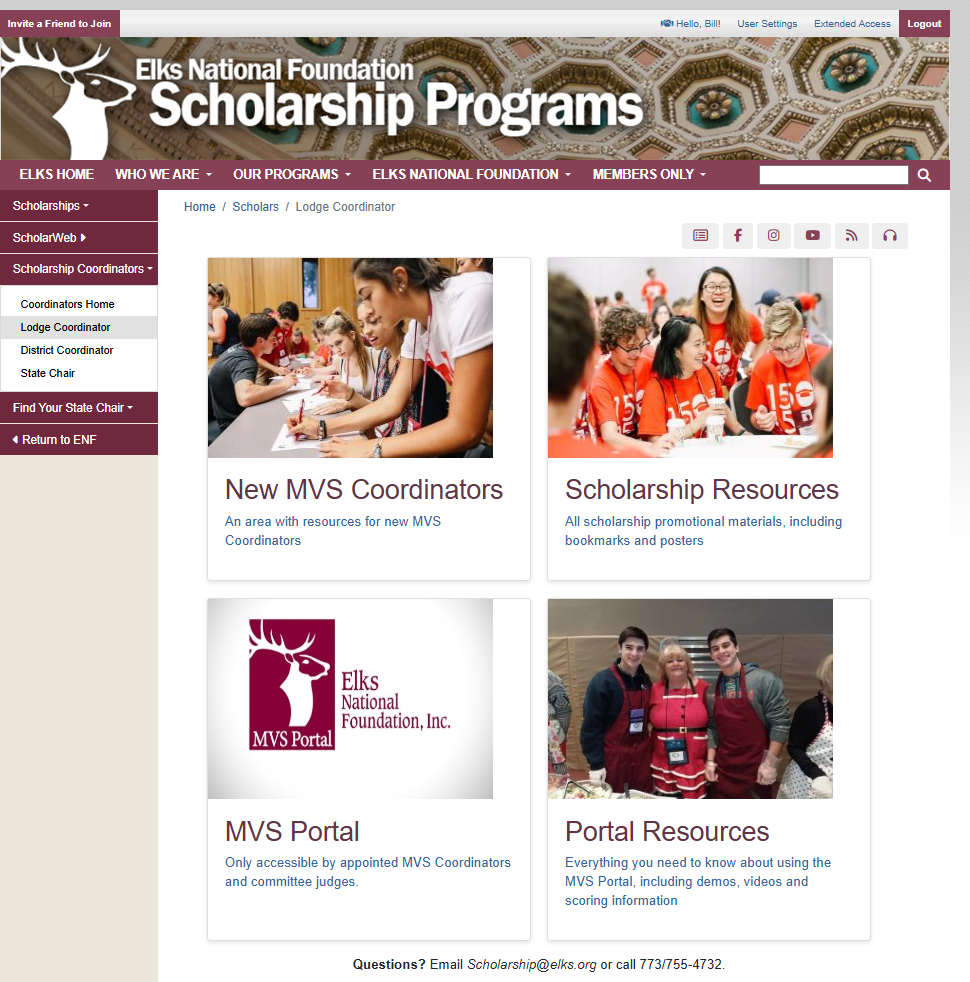 Invite a Friend to Join
Hello, Bill!
User Settings
Extended Access
Logout
Elks National Foundation
Scholarship Programs
ELKS HOME
WHO WE ARE
OUR PROGRAMS
ELKS NATIONAL FOUNDATION
MEMBERS ONLY
Scholarships
ScholarWeb
Scholarship Coordinators
Coordinators Home
Lodge Coordinator
District Coordinator
State Chair
Find Your State Chair
Return to ENF
Home / Scholars / Lodge Coordinator
New MVS Coordinators
An area with resources for new MVS
Coordinators
150
150
Scholarship Resources
All scholarship promotional materials, including
bookmarks and posters
Elks
National
Foundation, Inc.
MVS Portal
MVS Portal
Only accessible by appointed MVS Coordinators
and committee judges.
Portal Resources
Everything you need to know about using the
MVS Portal, including demos, videos and
scoring information
Questions? Email Scholarship@elks.org or call 773/755-4732.